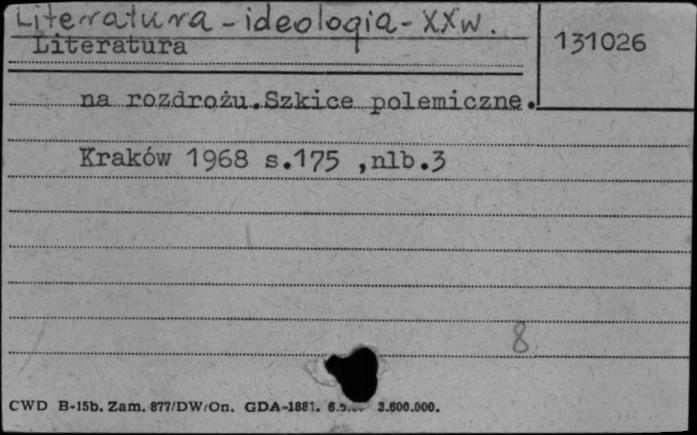 Literatura - ideologia - XX w.
Literatura
131026
na rozdrożu.Szkice polemiczne.
Kraków 1968 s.175 ,nlb.3
8
CWD B-15b. Zam. 877/DW/On. GDA-1881. 3.600.000.